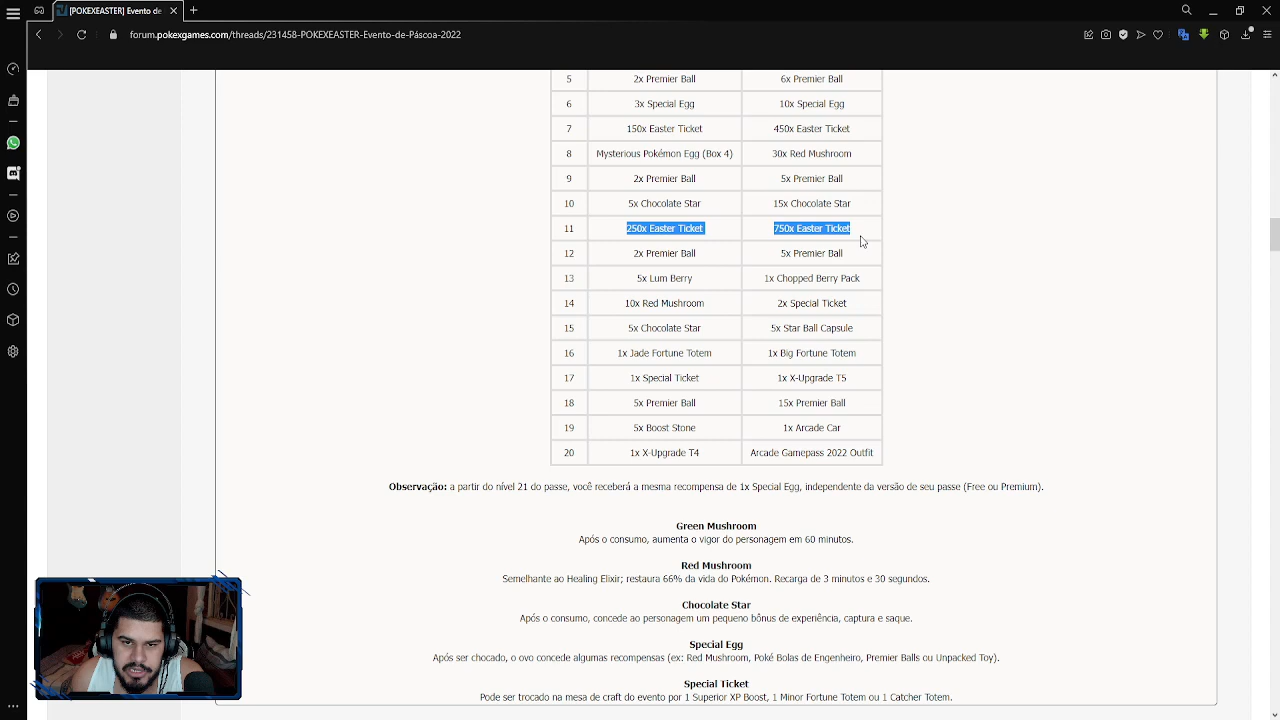 [POKEXEASTER] Evento de
forum.pokexgames.com/threads/231458-POKEXEASTER-Evento-de-Páscoa-2022
5 2x Premier Ball 6x Premier Ball
6 3x Special Egg 10x Special Egg
7 150x Easter Ticket 450x Easter Ticket
8 Mysterious Pokémon Egg (Box 4) 30x Red Mushroom
9 2x Premier Ball 5x Premier Ball
10 5x Chocolate Star 15x Chocolate Star
11 250x Easter Ticket 750x Easter Ticket
12 2x Premier Ball 5x Premier Ball
13 5x Lum Berry 1x Chopped Berry Pack
14 10x Red Mushroom 2x Special Ticket
15 5x Chocolate Star 5x Star Ball Capsule
16 1x Jade Fortune Totem 1x Big Fortune Totem
17 1x Special Ticket 1x X-Upgrade T5
18 5x Premier Ball 15x Premier Ball
19 5x Boost Stone 1x Arcade Car
20 1x X-Upgrade T4 Arcade Gamepass 2022 Outfit
Observação: a partir do nível 21 do passe, você receberá a mesma recompensa de 1x Special Egg, independente da versão de seu passe (Free ou Premium).
Green Mushroom
Após o consumo, aumenta o vigor do personagem em 60 minutos.
Red Mushroom
Semelhante ao Healing Elixir; restaura 66% da vida do Pokémon. Recarga de 3 minutos e 30 segundos.
Chocolate Star
Após o consumo, concede ao personagem um pequeno bônus de experiência, captura e saque.
Special Egg
Após ser chocado, o ovo concede algumas recompensas (ex: Red Mushroom, Poké Bolas de Engenheiro, Premier Balls ou Unpacked Toy).
Special Ticket
Pode ser trocado na mesa de craft do evento por 1 Superior XP Boost, 1 Minor Fortune Totem ou 1 Catcher Totem.